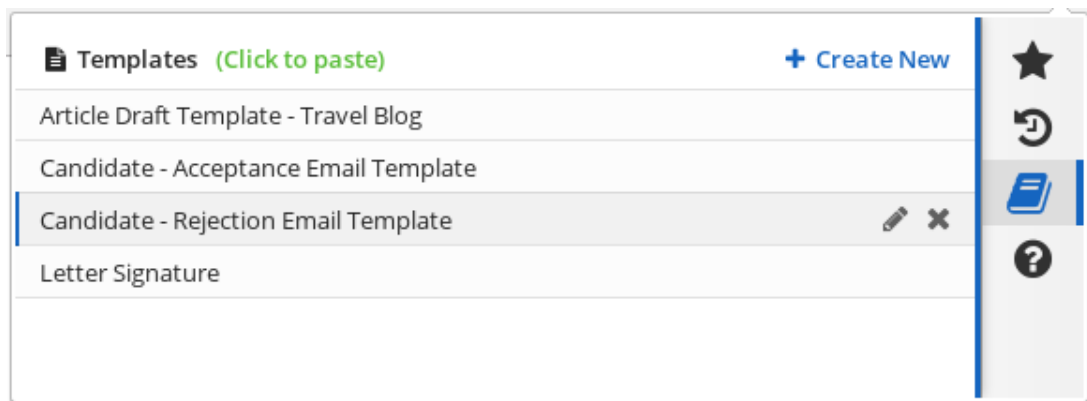 Templates (Click to paste) + Create New
Article Draft Template - Travel Blog
Candidate - Acceptance Email Template
Candidate - Rejection Email Template
Letter Signature